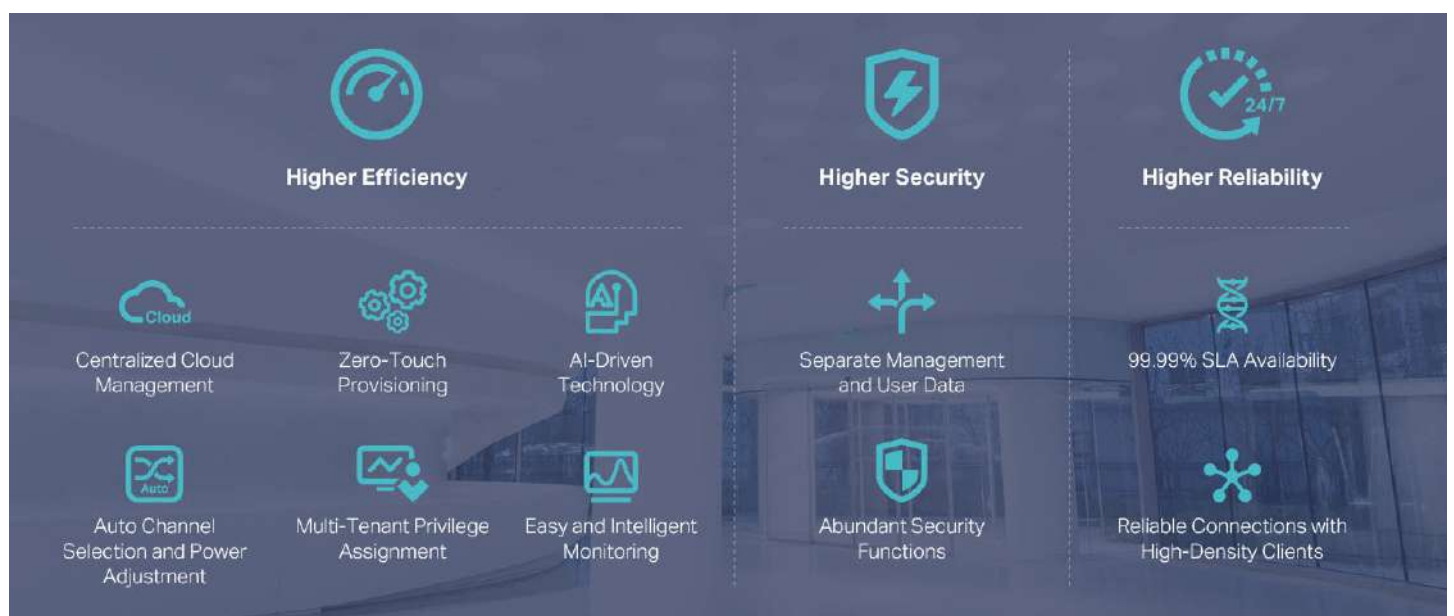 Higher Efficiency
Higher Security
24/7
Higher Reliability
Cloud
Centralized Cloud
Management
Zero-Touch
Provisioning
AI
AI-Driven
Technology
Separate Management
and User Data
99.99% SLA Availability
Auto
Auto Channel
Selection and Power
Adjustment
Multi-Tenant Privilege
Assignment
Easy and Intelligent
Monitoring
Abundant Security
Functions
Reliable Connections with
High-Density Clients